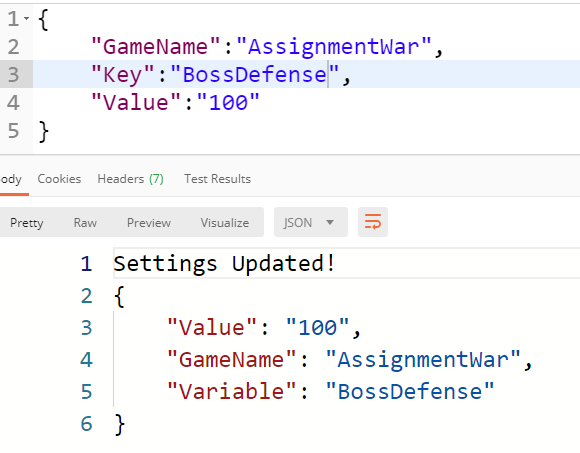 1 {
2 "GameName":"AssignmentWar",
3 "Key":"BossDefense",
4 "Value":"100"
5 }
ody Cookies Headers (7) Test Results
Pretty Raw Preview Visualize JSON
1 Settings Updated!
2 {
3 "Value": "100",
4 "GameName": "AssignmentWar",
5 "Variable": "BossDefense"
6 }